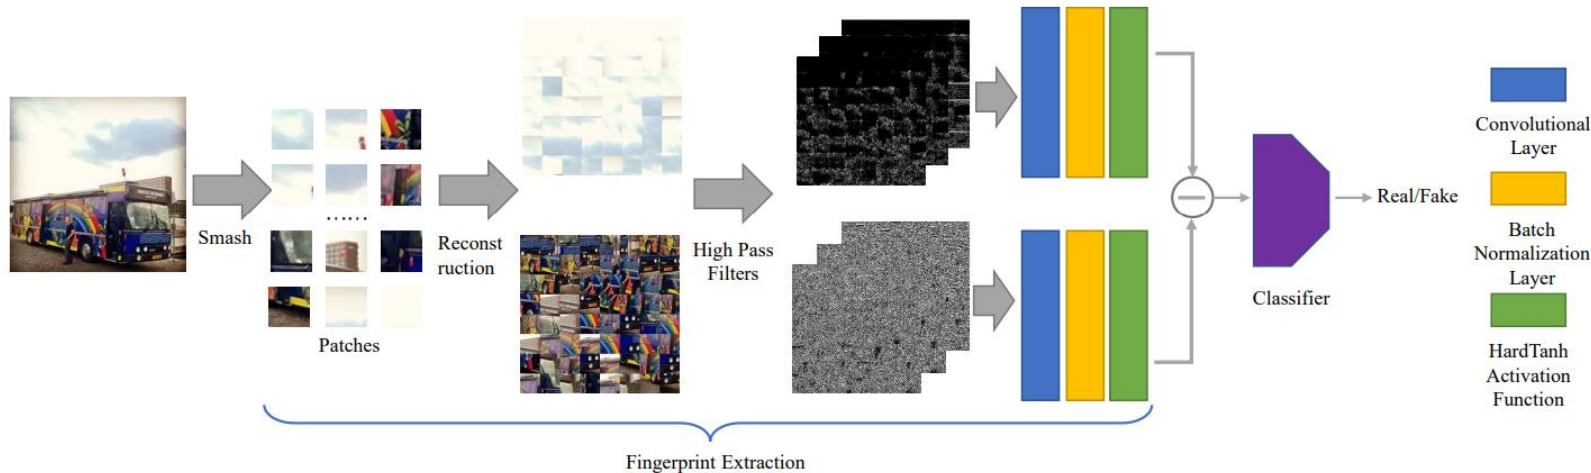 Smash
……
Patches
Reconst
ruction
High Pass
Filters
Fingerprint Extraction
Classifier
Real/Fake
Convolutional
Layer
Batch
Normalization
Layer
HardTanh
Activation
Function